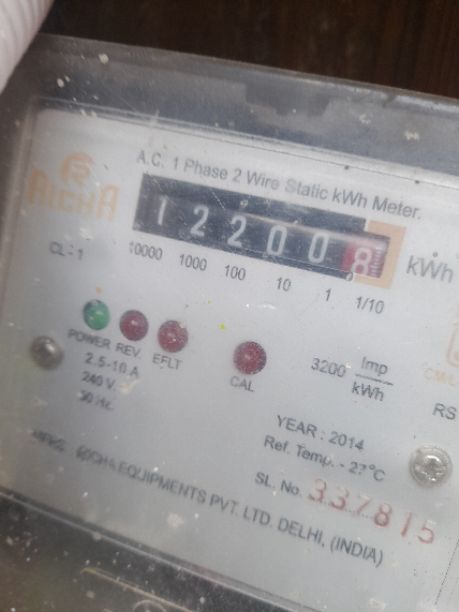 A.C. 1 Phase 2 Wire Static kWh Meter.
RICHA
122008 kWh
CL.-1
10000 1000 100 10 1 1/10
POWER REV. EFLT CAL
3200 Imp/kWh
2.5-10 A
240 V.
50 Hz.
RS
YEAR : 2014
Ref. Temp. - 27°C
SL. No. 337815
EQUIPMENTS PVT. LTD. DELHI, (INDIA)